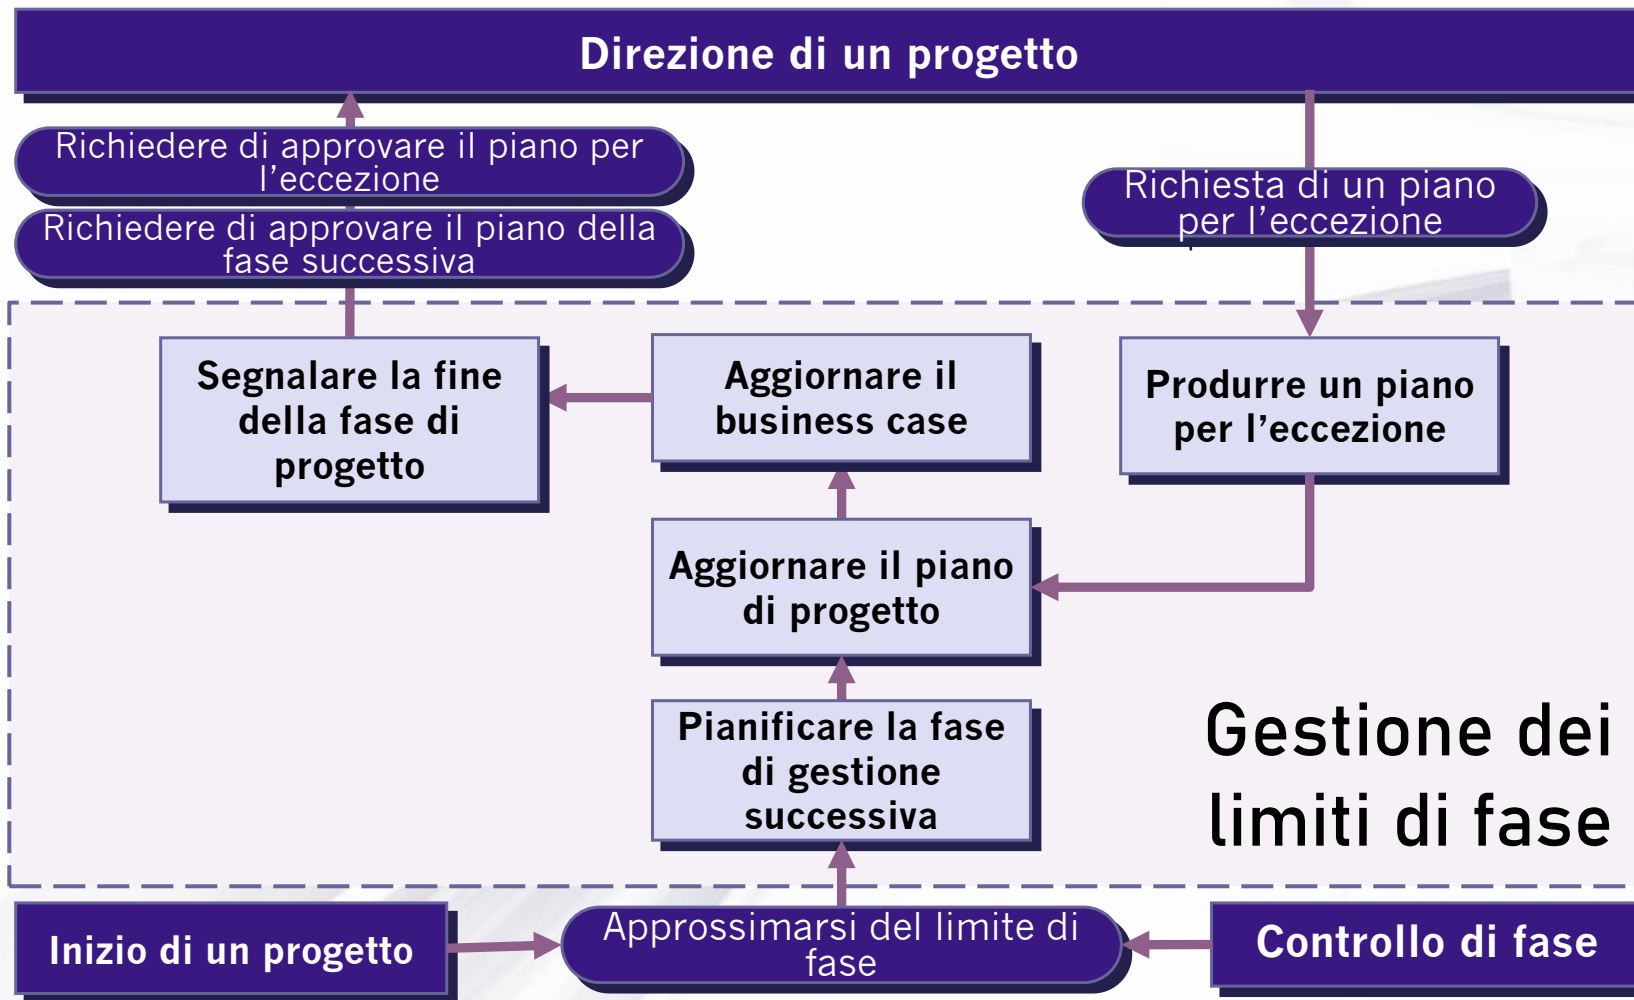 Direzione di un progetto
Richiedere di approvare il piano per
l’eccezione
Richiedere di approvare il piano della
fase successiva
Richiesta di un piano
per l’eccezione
Segnalare la fine
della fase di
progetto
Aggiornare il
business case
Produrre un piano
per l’eccezione
Aggiornare il piano
di progetto
Pianificare la fase
di gestione
successiva
Gestione dei
limiti di fase
Inizio di un progetto
Approssimarsi del limite di
fase
Controllo di fase